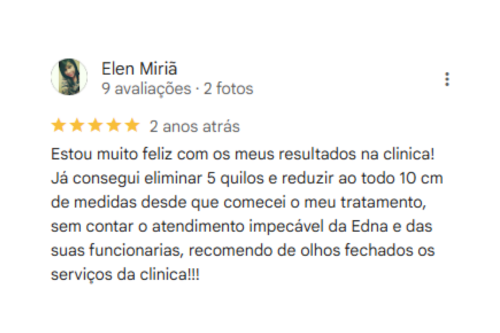 Elen Miriã
9 avaliações · 2 fotos
2 anos atrás
Estou muito feliz com os meus resultados na clinica!
Já consegui eliminar 5 quilos e reduzir ao todo 10 cm
de medidas desde que comecei o meu tratamento,
sem contar o atendimento impecável da Edna e das
suas funcionarias, recomendo de olhos fechados os
serviços da clinica!!!